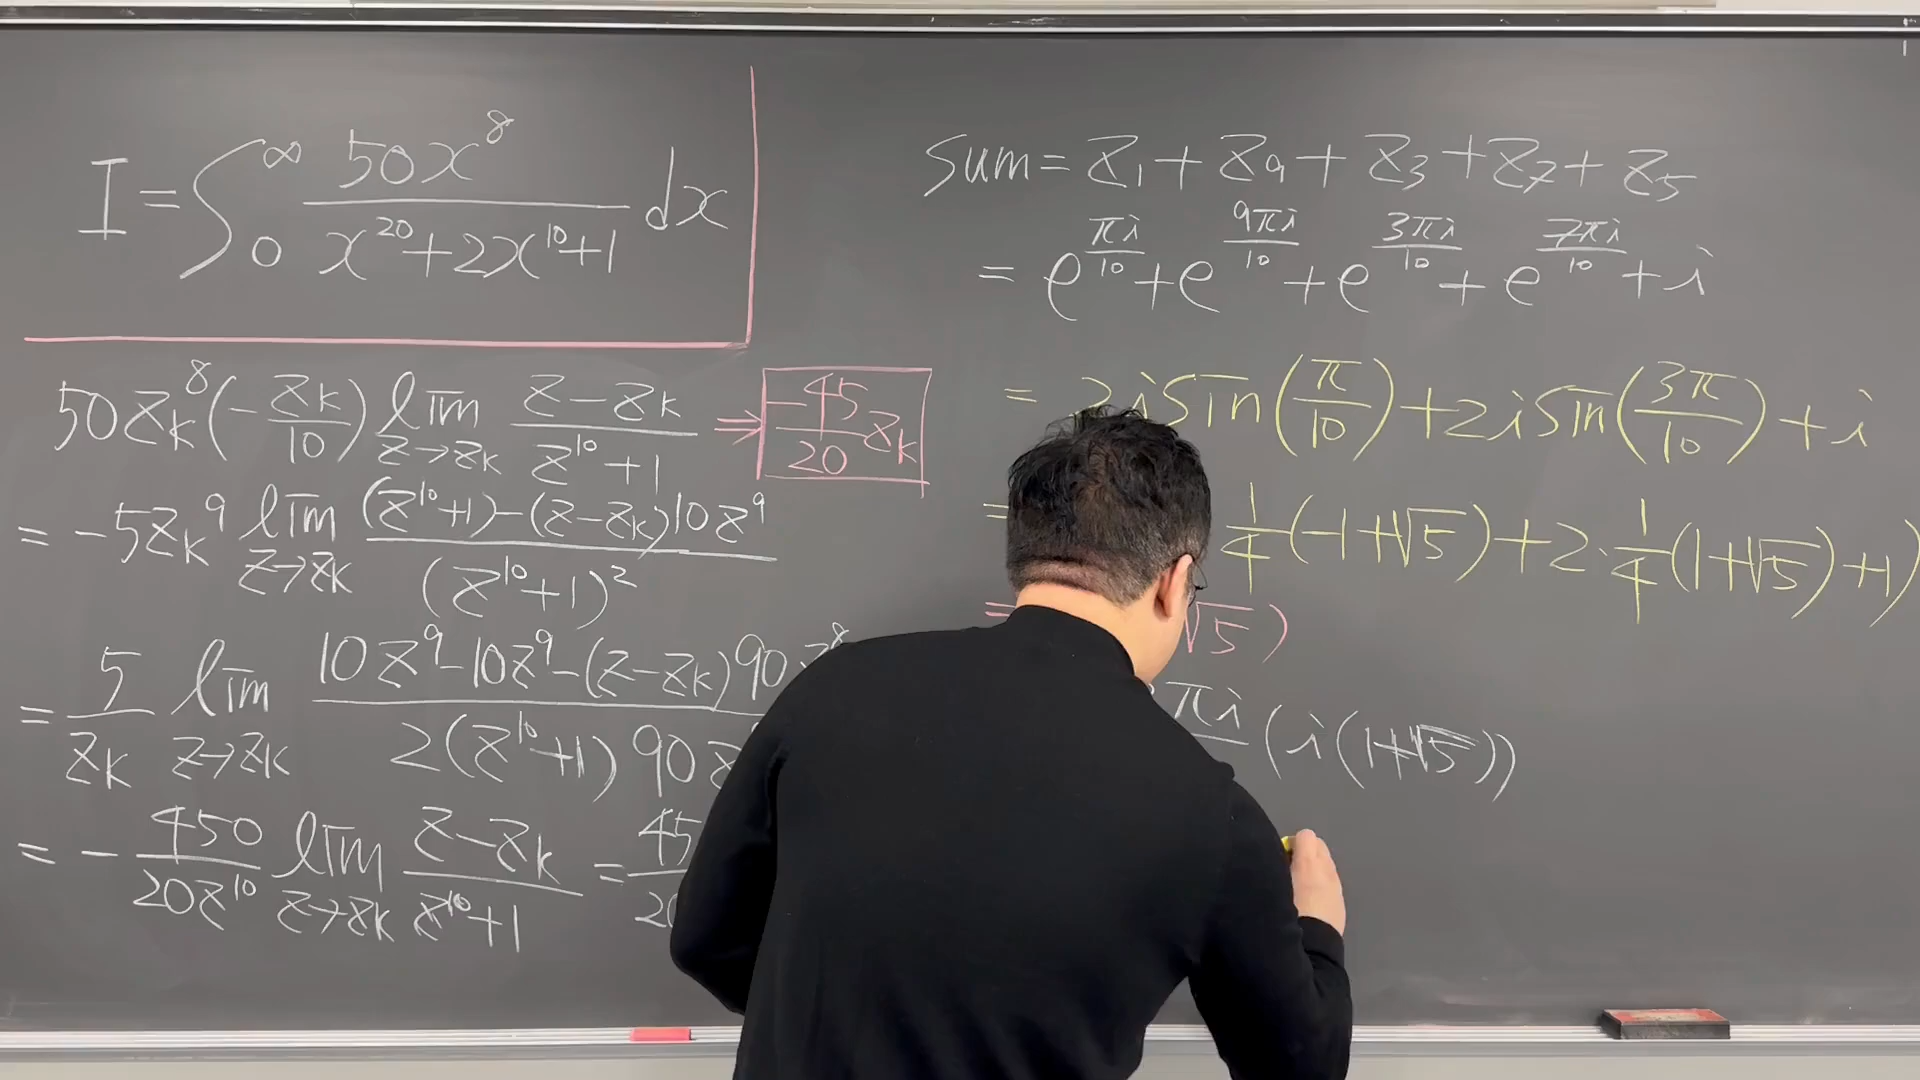 I = ∫₀^∞ 50x⁸ / (x²⁰+2x¹⁰+1) dx
50z_k⁸ (-z_k/10) lim_{z→z_k} (z-z_k)/(z¹⁰+1) ⇒ -45/20 z_k
= -5z_k⁹ lim_{z→z_k} ((z¹⁰+1)-(z-z_k)10z⁹)/(z¹⁰+1)²
= 5/z_k lim_{z→z_k} (10z⁹-10z⁹-(z-z_k)90z⁸)/(2(z¹⁰+1) 90z
= -450/(20z¹⁰) lim_{z→z_k} (z-z_k)/(z¹⁰+1) = 45/20
Sum = z₁ + z₉ + z₃ + z₇ + z₅
= e^{πi/10} + e^{9πi/10} + e^{3πi/10} + e^{7πi/10} + i
= 2i sin(π/10) + 2i sin(3π/10) + i
= 1/4(-1+√5) + 2·1/4(1+√5)+1)
= √5)
πi (i(1+√5))